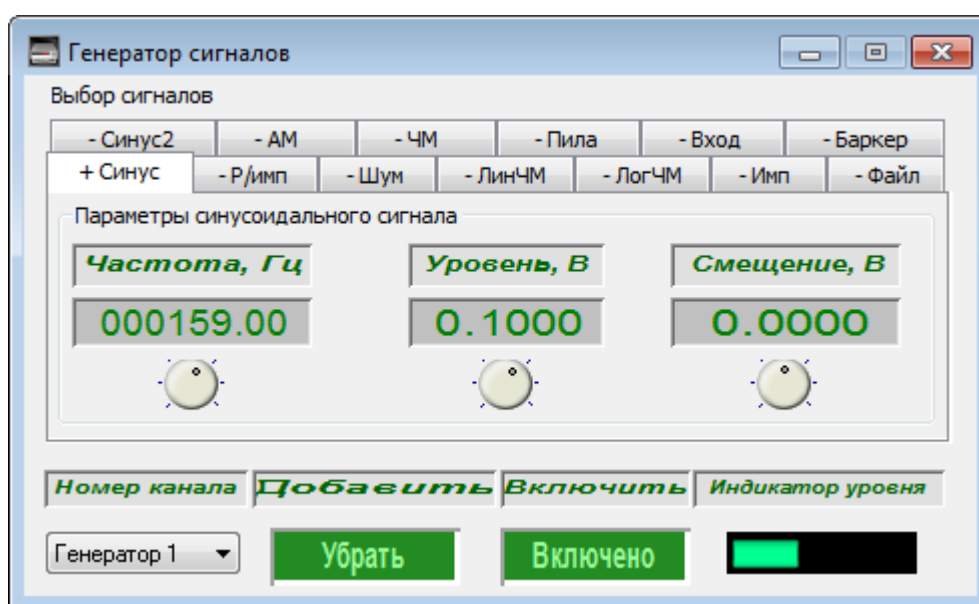 Генератор сигналов
Выбор сигналов
- Синус2 - АМ - ЧМ - Пила - Вход - Баркер
+ Синус - Р/имп - Шум - ЛинЧМ - ЛогЧМ - Имп - Файл
Параметры синусоидального сигнала
Частота, Гц Уровень, В Смещение, В
000159.00 0.1000 0.0000
Номер канала Добавить Включить Индикатор уровня
Генератор 1 Убрать Включено